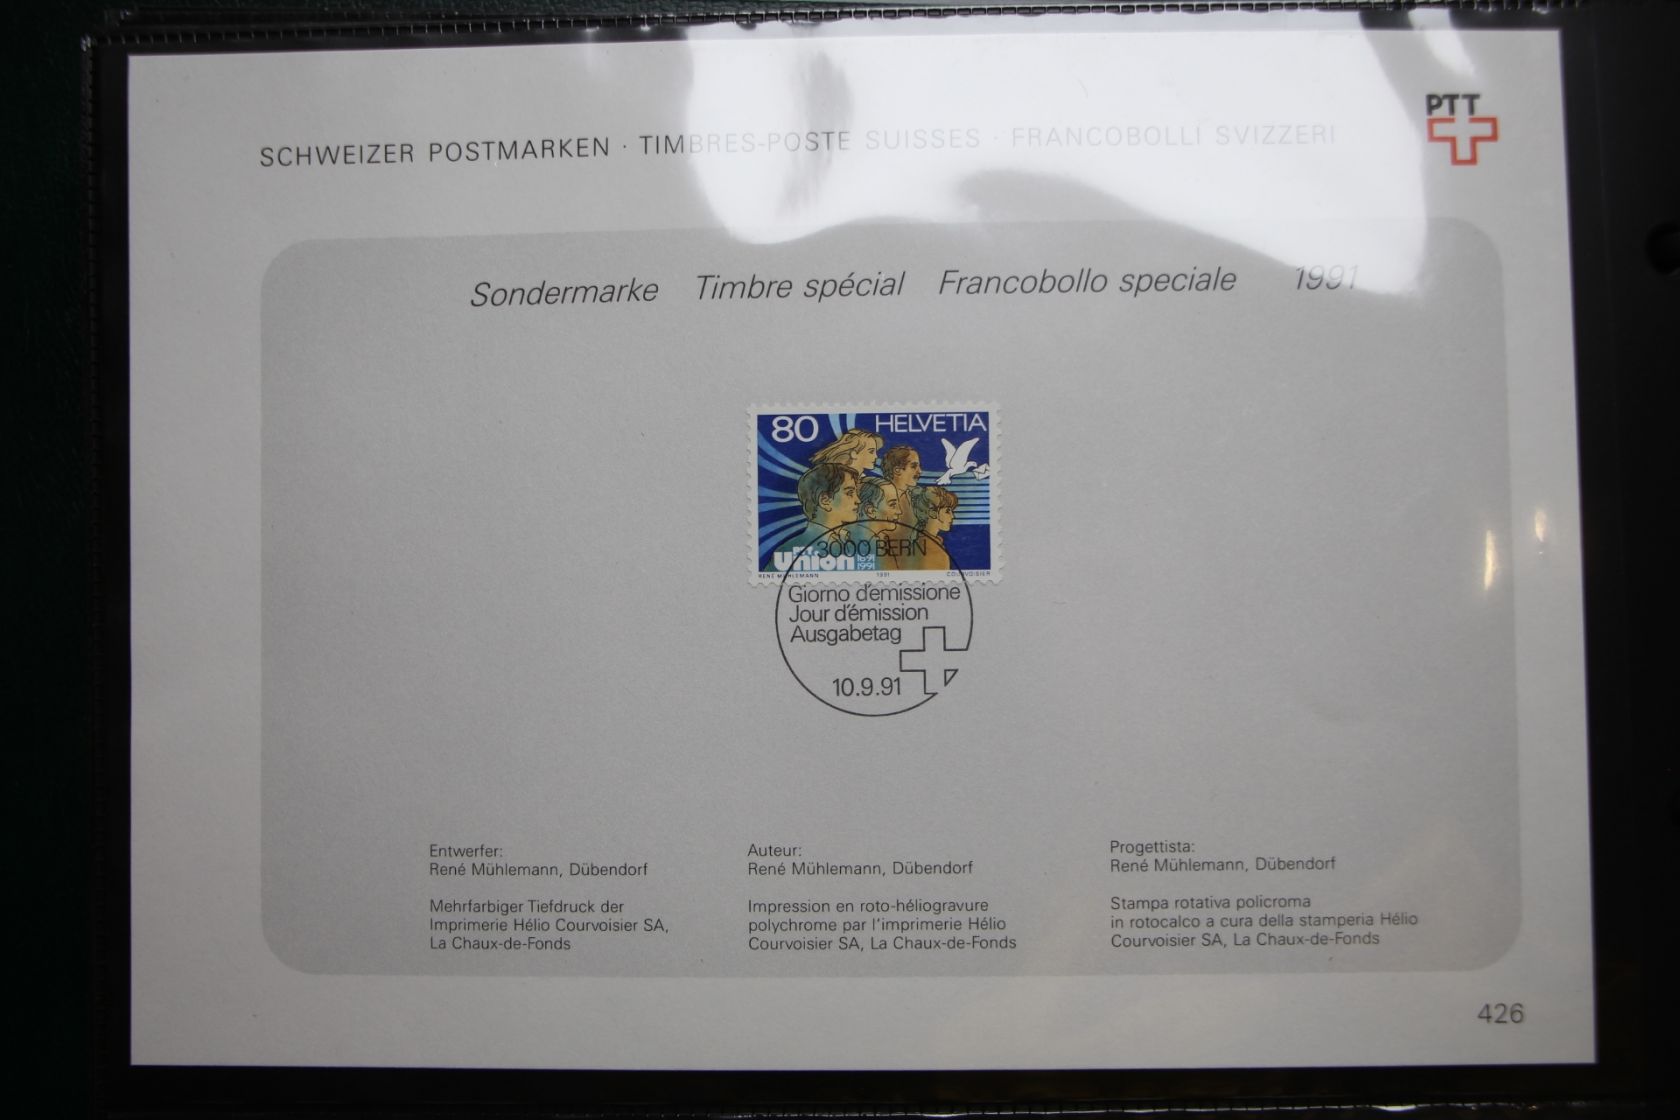 PTT
SCHWEIZER POSTMARKEN · TIMBRES-POSTE SUISSES · FRANCOBOLLI SVIZZERI
Sondermarke Timbre spécial Francobollo speciale 1991
80 HELVETIA
PTT
union 1891
1991
RENÉ MÜHLEMANN 1991 COURVOISIER
3000 BERN
Giorno d'emissione
Jour d'émission
Ausgabetag
10.9.91
Entwerfer:
René Mühlemann, Dübendorf
Mehrfarbiger Tiefdruck der
Imprimerie Hélio Courvoisier SA,
La Chaux-de-Fonds
Auteur:
René Mühlemann, Dübendorf
Impression en roto-héliogravure
polychrome par l'imprimerie Hélio
Courvoisier SA, La Chaux-de-Fonds
Progettista:
René Mühlemann, Dübendorf
Stampa rotativa policroma
in rotocalco a cura della stamperia Hélio
Courvoisier SA, La Chaux-de-Fonds
426